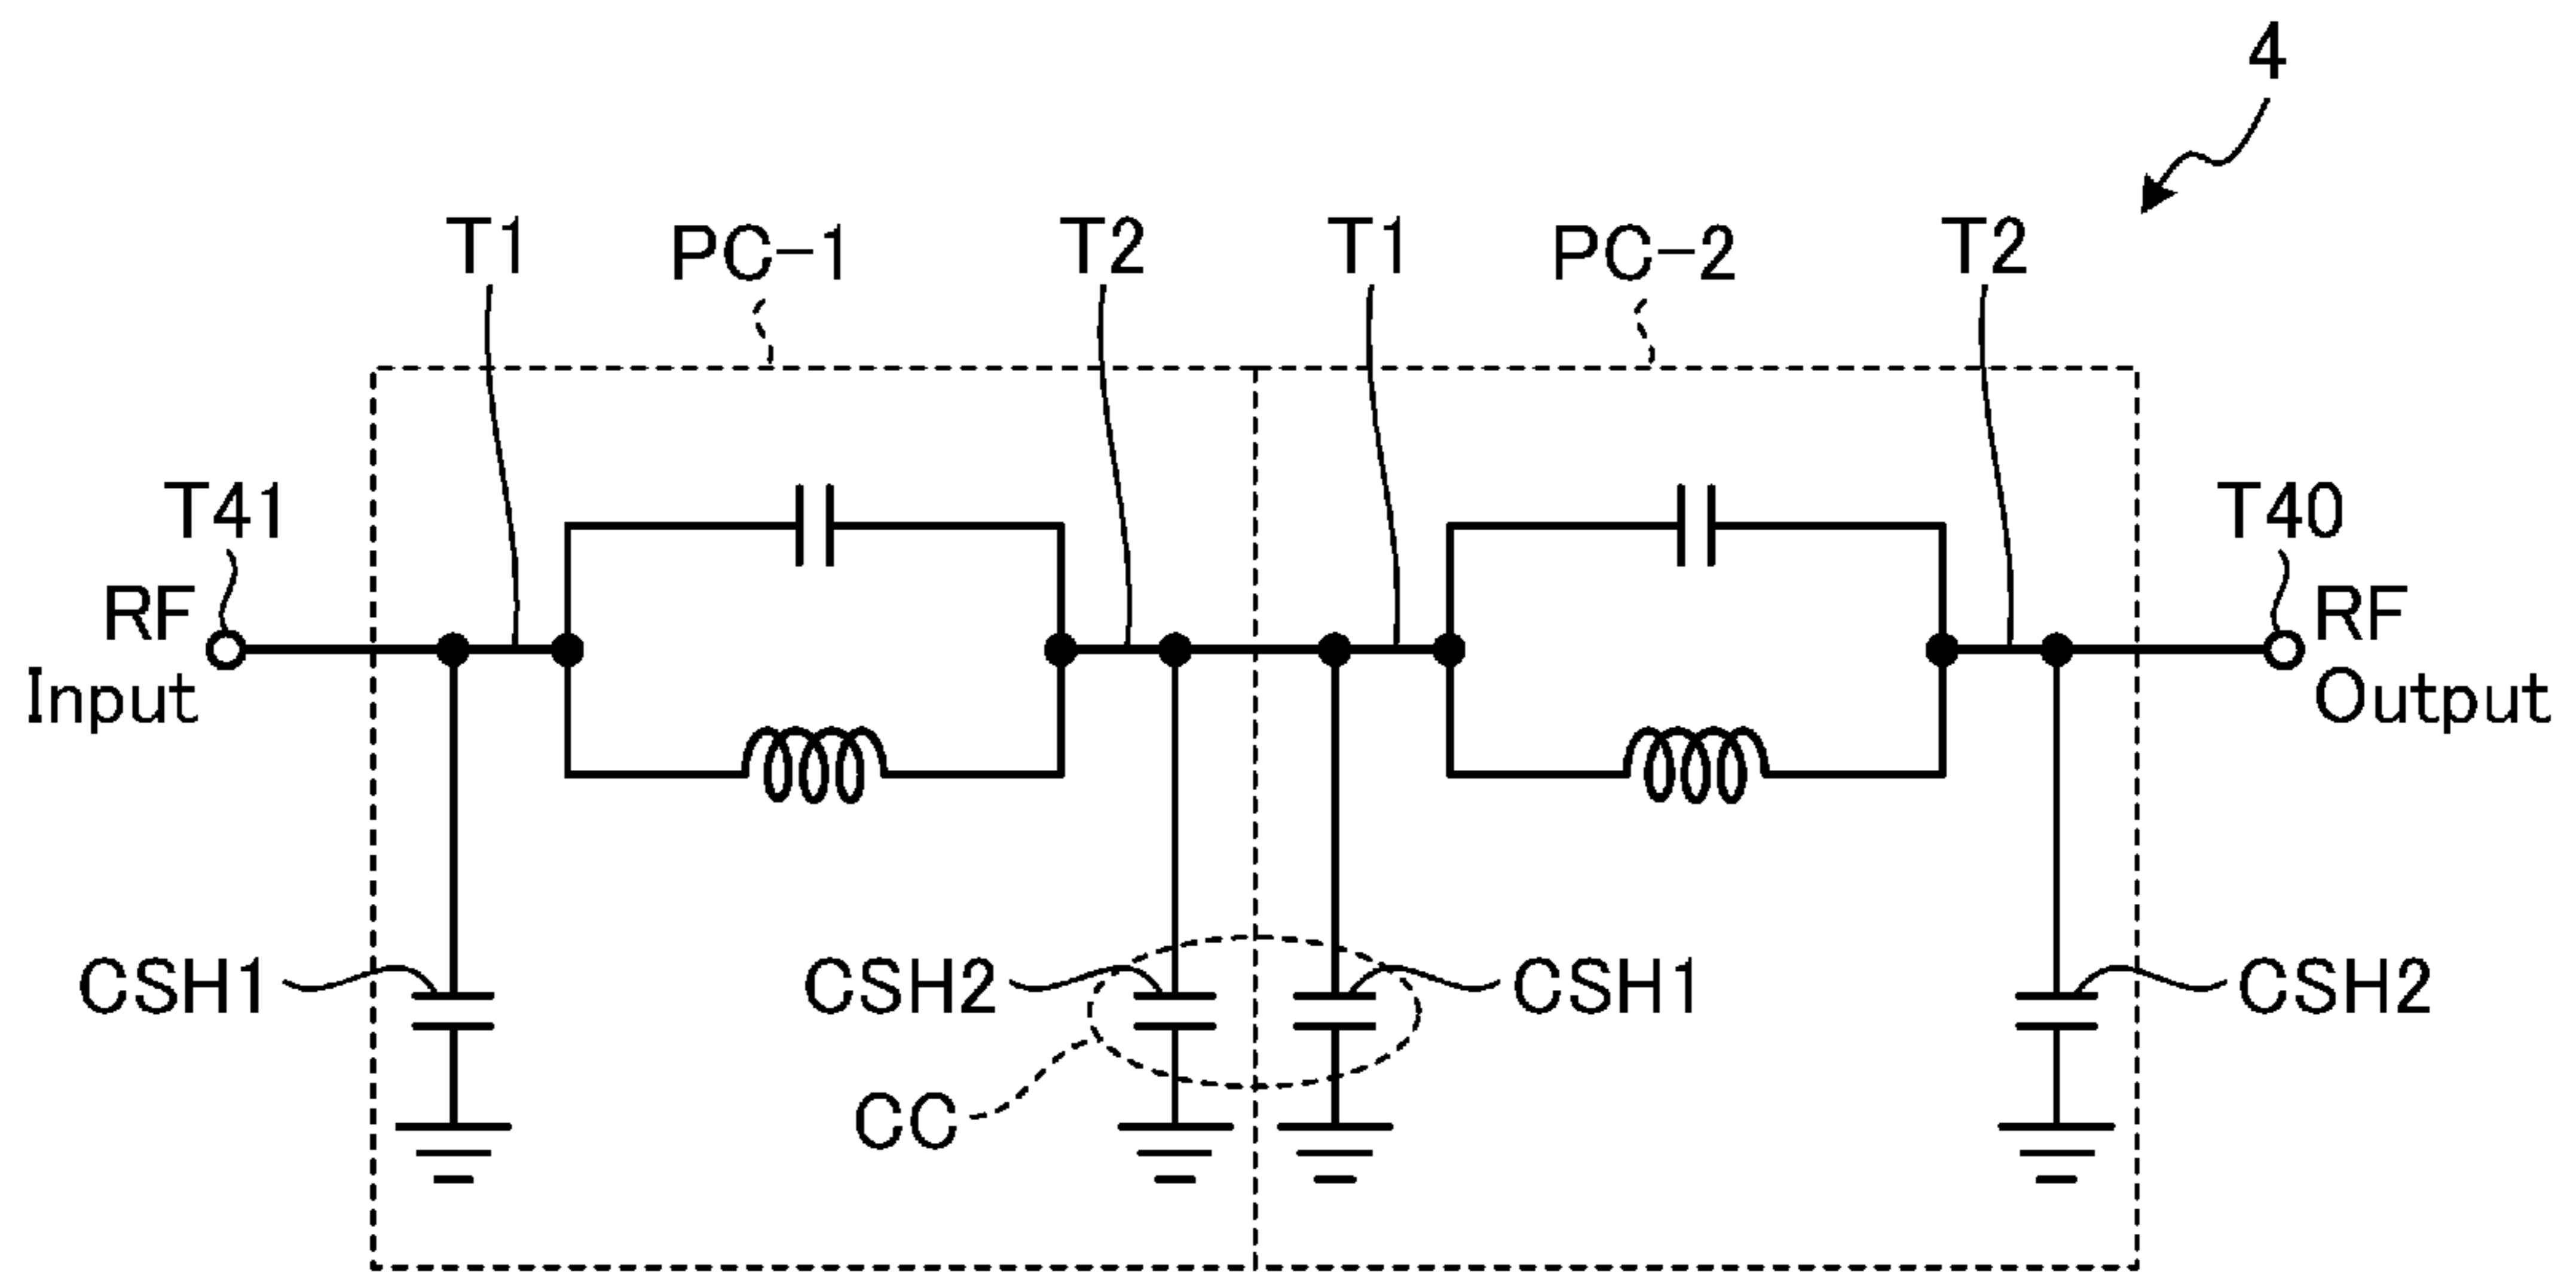 4
T1
PC-1
T2
T1
PC-2
T2
T41
T40
RF
Input
RF
Output
CSH1
CSH2
CSH1
CSH2
CC